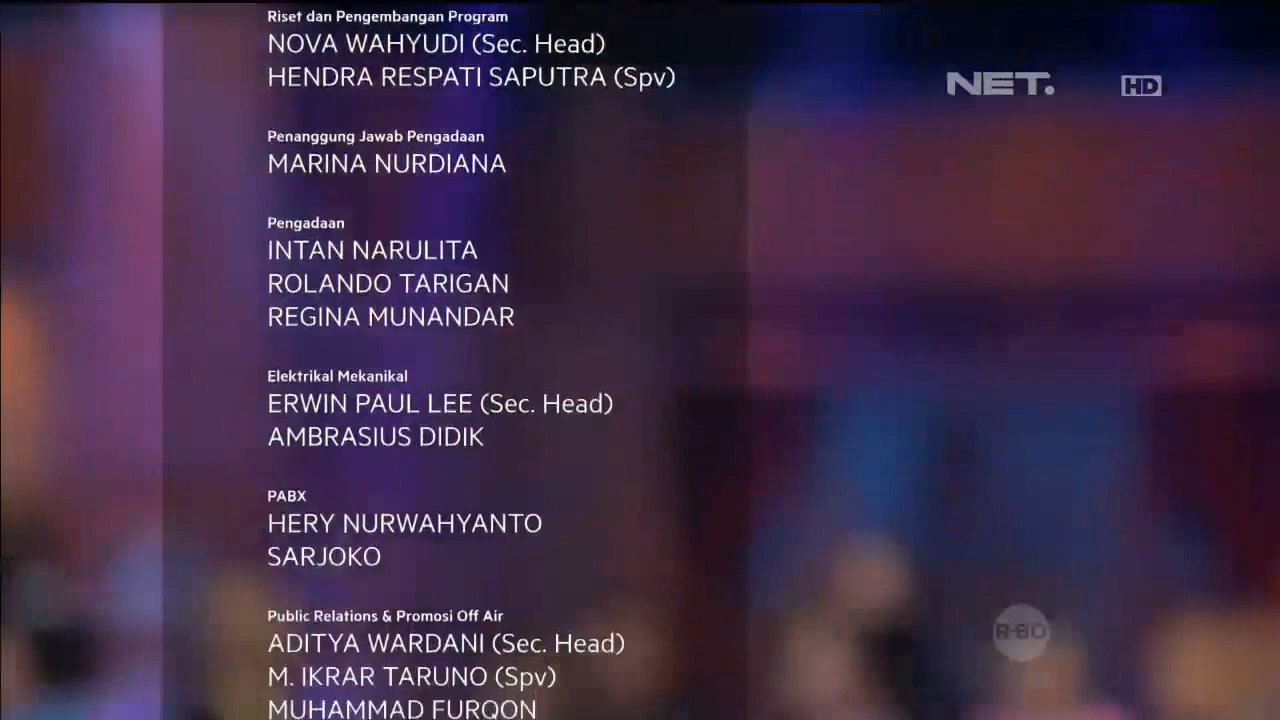 Riset dan Pengembangan Program
NOVA WAHYUDI (Sec. Head)
HENDRA RESPATI SAPUTRA (Spv)
NET.
HD
Penanggung Jawab Pengadaan
MARINA NURDIANA
Pengadaan
INTAN NARULITA
ROLANDO TARIGAN
REGINA MUNANDAR
Elektrikal Mekanikal
ERWIN PAUL LEE (Sec. Head)
AMBRASIUS DIDIK
PABX
HERY NURWAHYANTO
SARJOKO
Public Relations & Promosi Off Air
ADITYA WARDANI (Sec. Head)
M. IKRAR TARUNO (Spv)
MUHAMMAD FURQON
R-BO